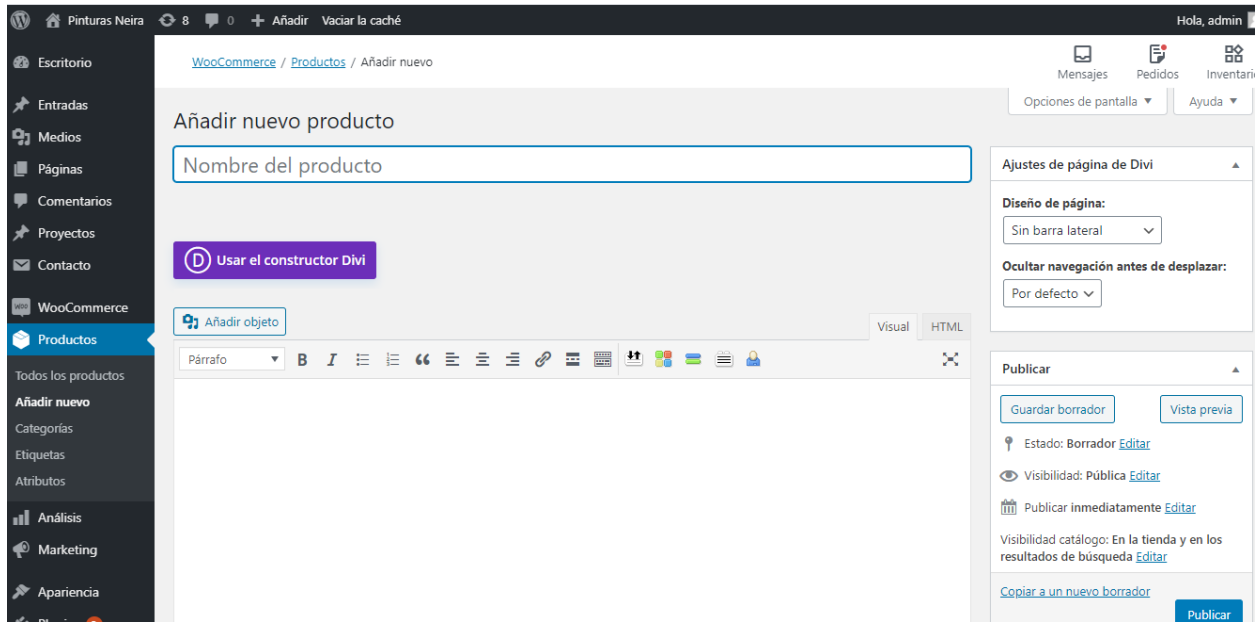 Pinturas Neira 8 0 + Añadir Vaciar la caché Hola, admin
Escritorio
Entradas
Medios
Páginas
Comentarios
Proyectos
Contacto
WooCommerce
Productos
Todos los productos
Añadir nuevo
Categorías
Etiquetas
Atributos
Análisis
Marketing
Apariencia
WooCommerce / Productos / Añadir nuevo
Mensajes Pedidos Inventari
Opciones de pantalla ▼ Ayuda ▼
Añadir nuevo producto
Nombre del producto
D Usar el constructor Divi
Añadir objeto
Visual HTML
Párrafo B I
Ajustes de página de Divi
Diseño de página:
Sin barra lateral
Ocultar navegación antes de desplazar:
Por defecto
Publicar
Guardar borrador Vista previa
Estado: Borrador Editar
Visibilidad: Pública Editar
Publicar inmediatamente Editar
Visibilidad catálogo: En la tienda y en los
resultados de búsqueda Editar
Copiar a un nuevo borrador
Publicar